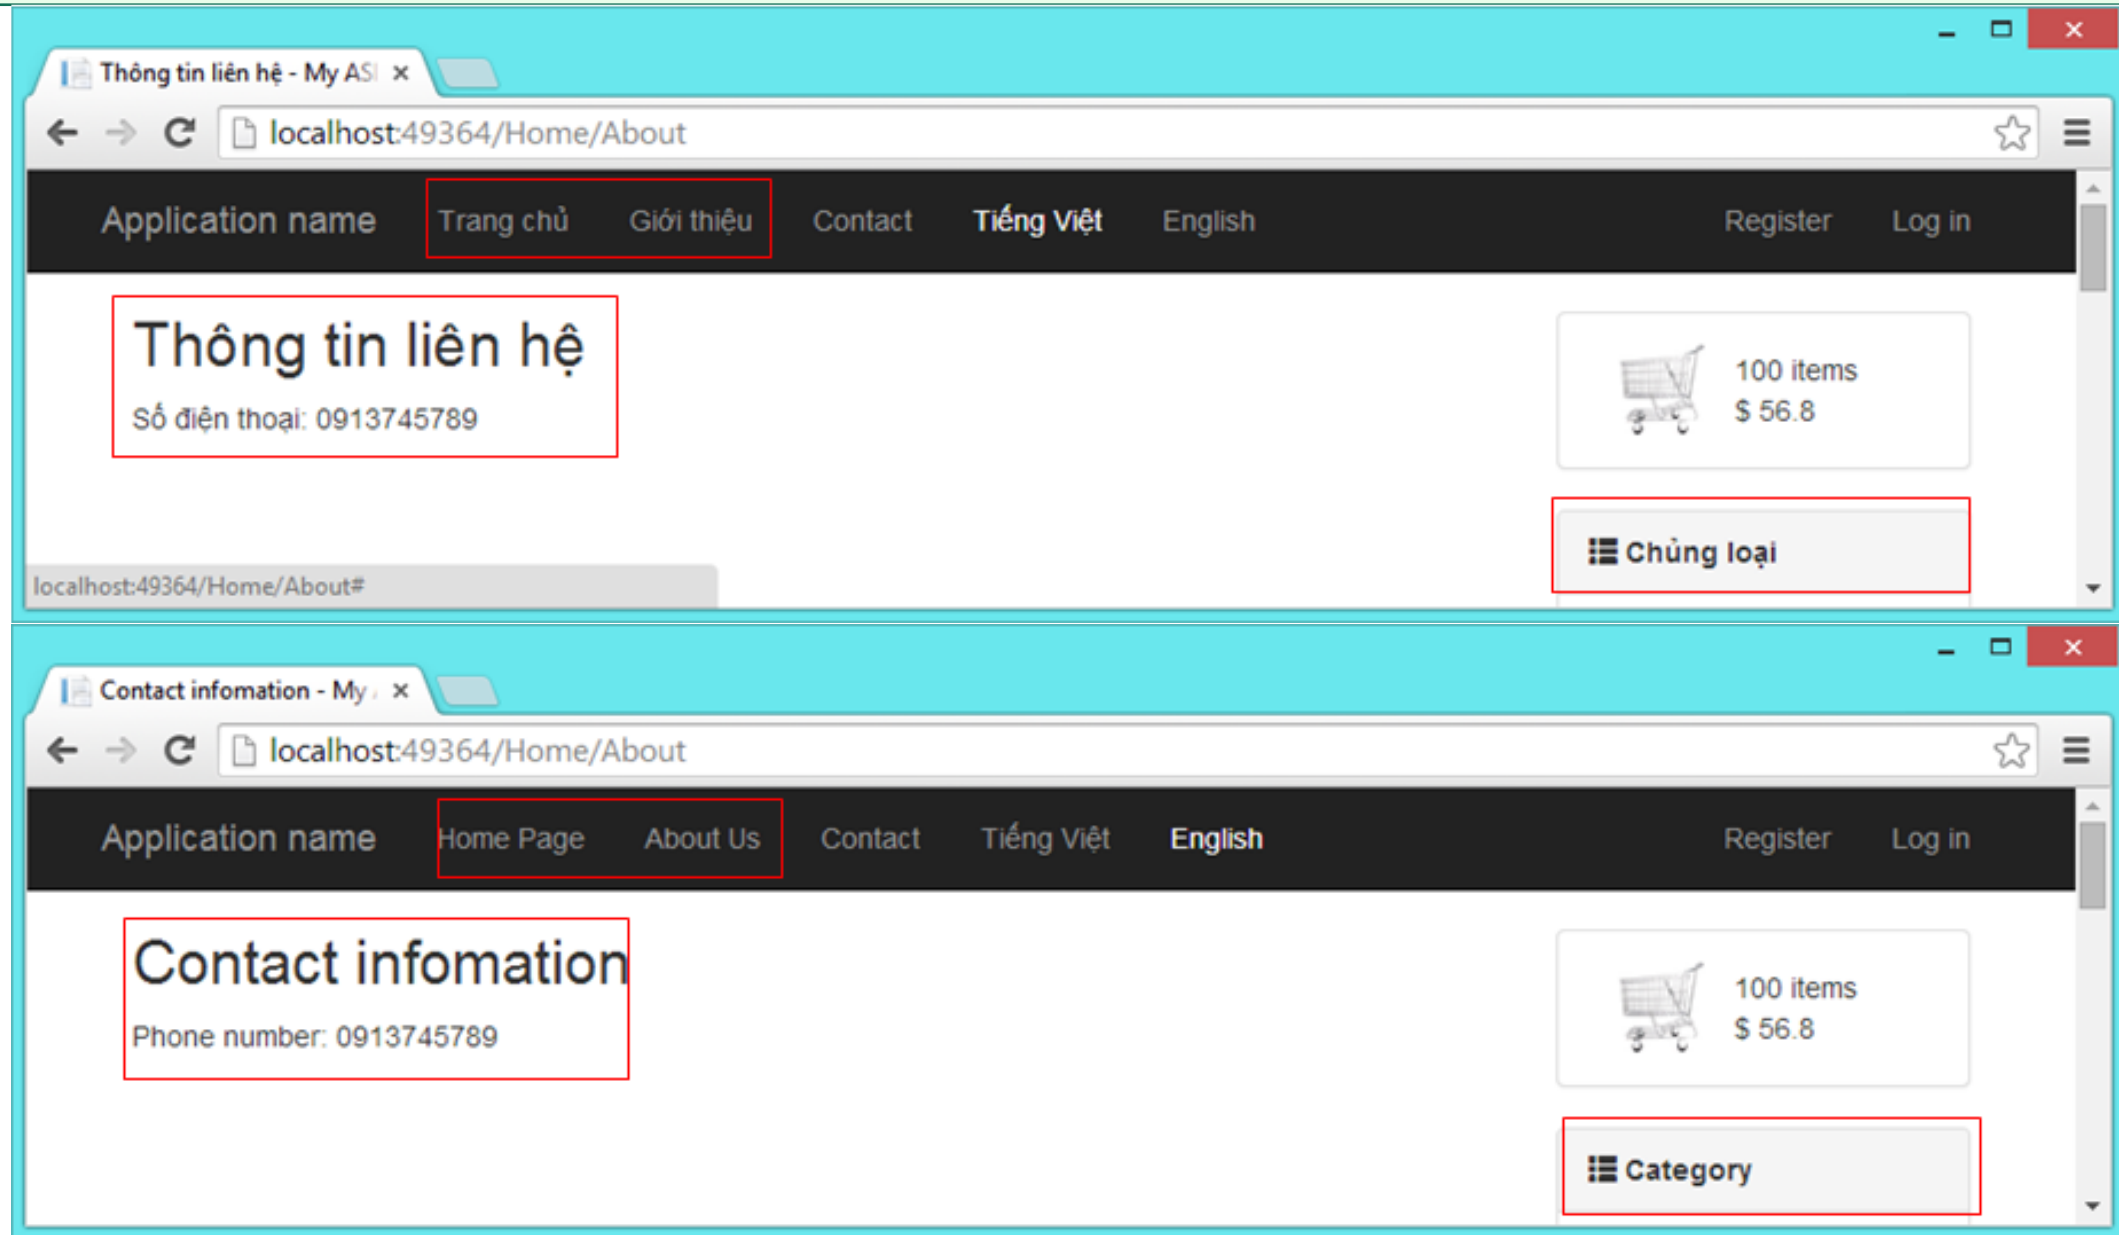 Thông tin liên hệ - My AS
localhost:49364/Home/About
Application name Trang chủ Giới thiệu Contact Tiếng Việt English Register Log in
Thông tin liên hệ
Số điện thoại: 0913745789
100 items
$ 56.8
Chủng loại
localhost:49364/Home/About#
Contact infomation - My
localhost:49364/Home/About
Application name Home Page About Us Contact Tiếng Việt English Register Log in
Contact infomation
Phone number: 0913745789
100 items
$ 56.8
Category